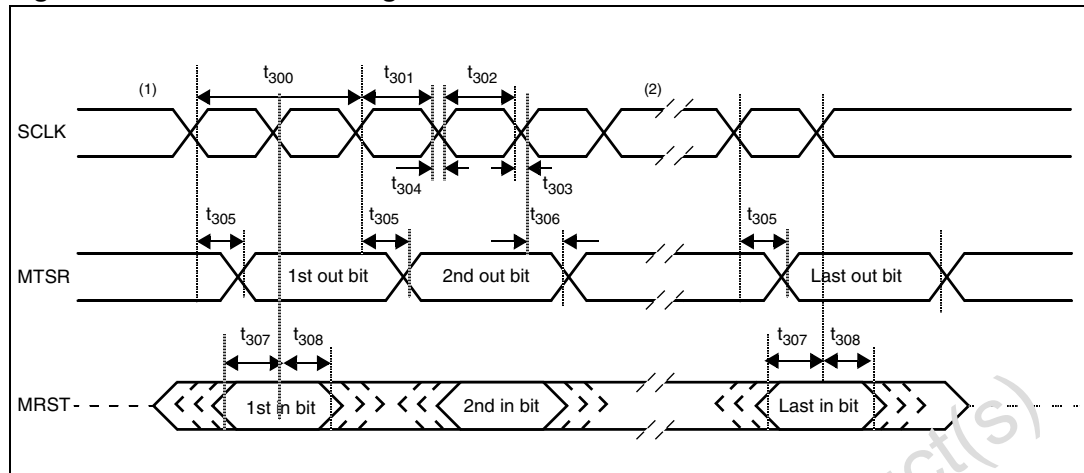 (1)
t300
t301
t302
(2)
SCLK
t304
t303
t305
t305
t306
t305
MTSR
1st out bit
2nd out bit
Last out bit
t307
t308
t307
t308
MRST
1st in bit
2nd in bit
Last in bit